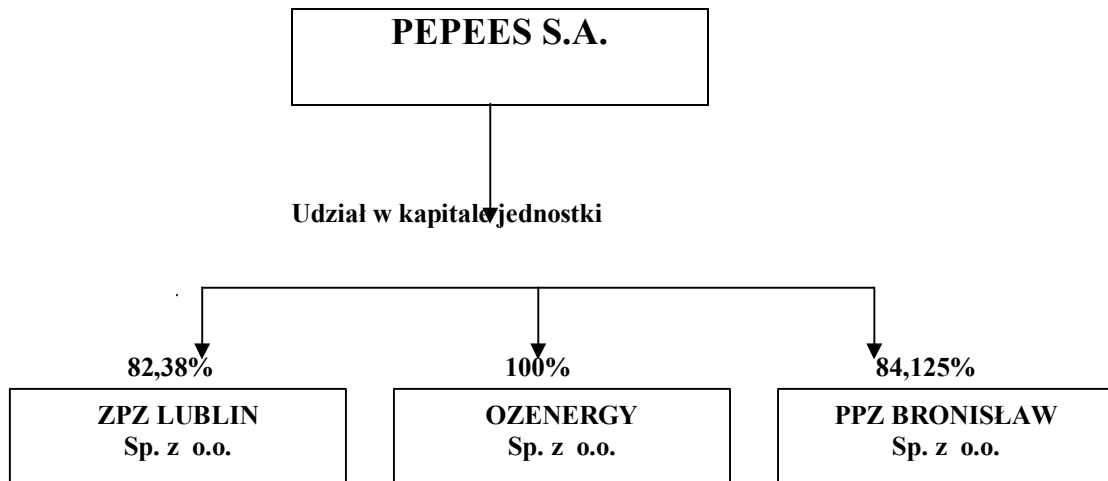 PEPEES S.A.
Udział w kapitale jednostki
82,38%
100%
84,125%
ZPZ LUBLIN
Sp. z o.o.
OZENERGY
Sp. z o.o.
PPZ BRONISŁAW
Sp. z o.o.